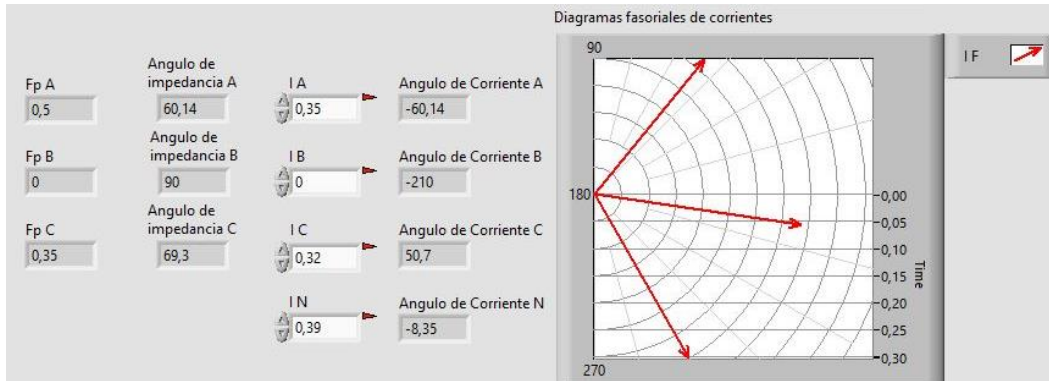 Diagramas fasoriales de corrientes
90
180
270
0,00
0,05
0,10
0,15
0,20
0,25
0,30
Time
I F
Fp A
0,5
Angulo de
impedancia A
60,14
I A
0,35
Angulo de Corriente A
-60,14
Fp B
0
Angulo de
impedancia B
90
I B
0
Angulo de Corriente B
-210
Fp C
0,35
Angulo de
impedancia C
69,3
I C
0,32
Angulo de Corriente C
50,7
I N
0,39
Angulo de Corriente N
-8,35